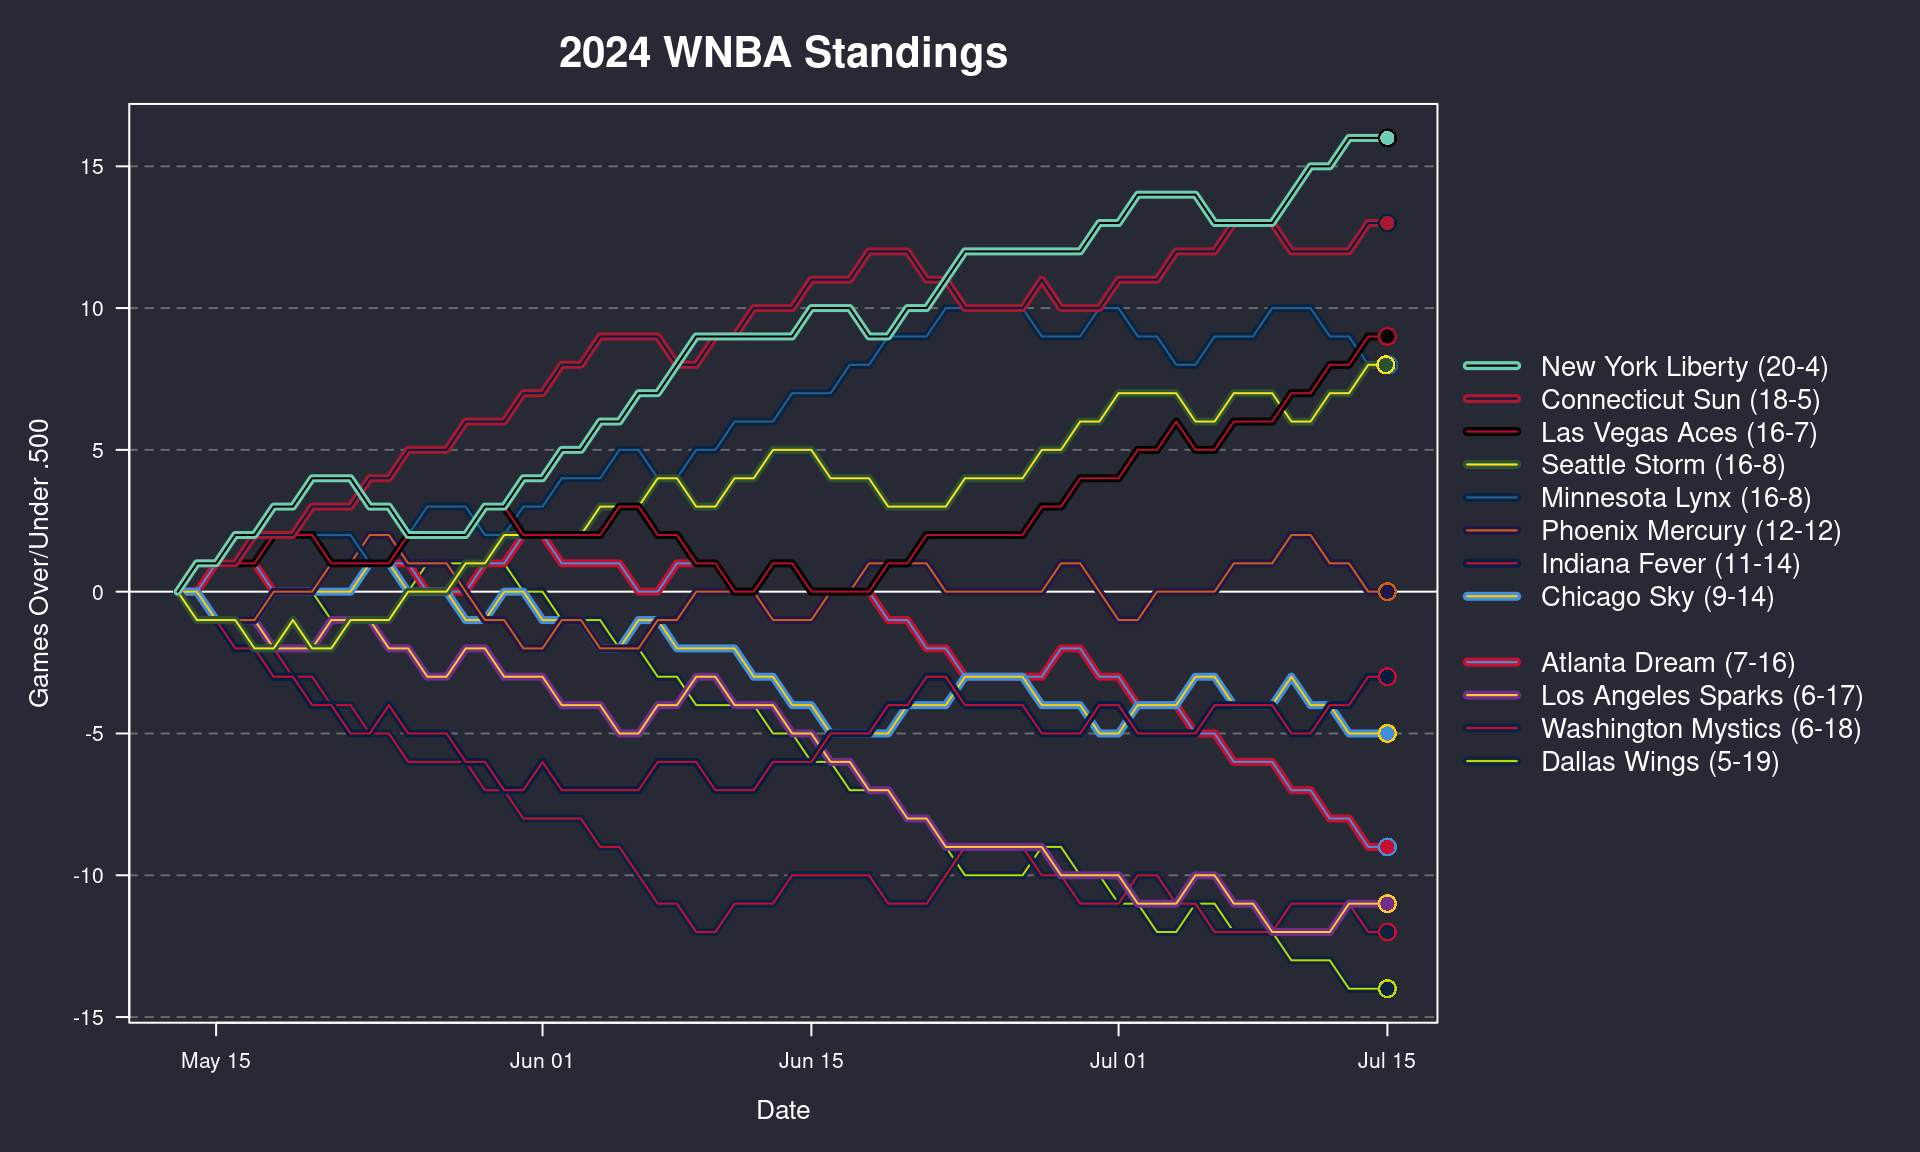 2024 WNBA Standings
Games Over/Under .500
15
10
5
0
-5
-10
-15
May 15
Jun 01
Jun 15
Jul 01
Jul 15
Date
New York Liberty (20-4)
Connecticut Sun (18-5)
Las Vegas Aces (16-7)
Seattle Storm (16-8)
Minnesota Lynx (16-8)
Phoenix Mercury (12-12)
Indiana Fever (11-14)
Chicago Sky (9-14)
Atlanta Dream (7-16)
Los Angeles Sparks (6-17)
Washington Mystics (6-18)
Dallas Wings (5-19)